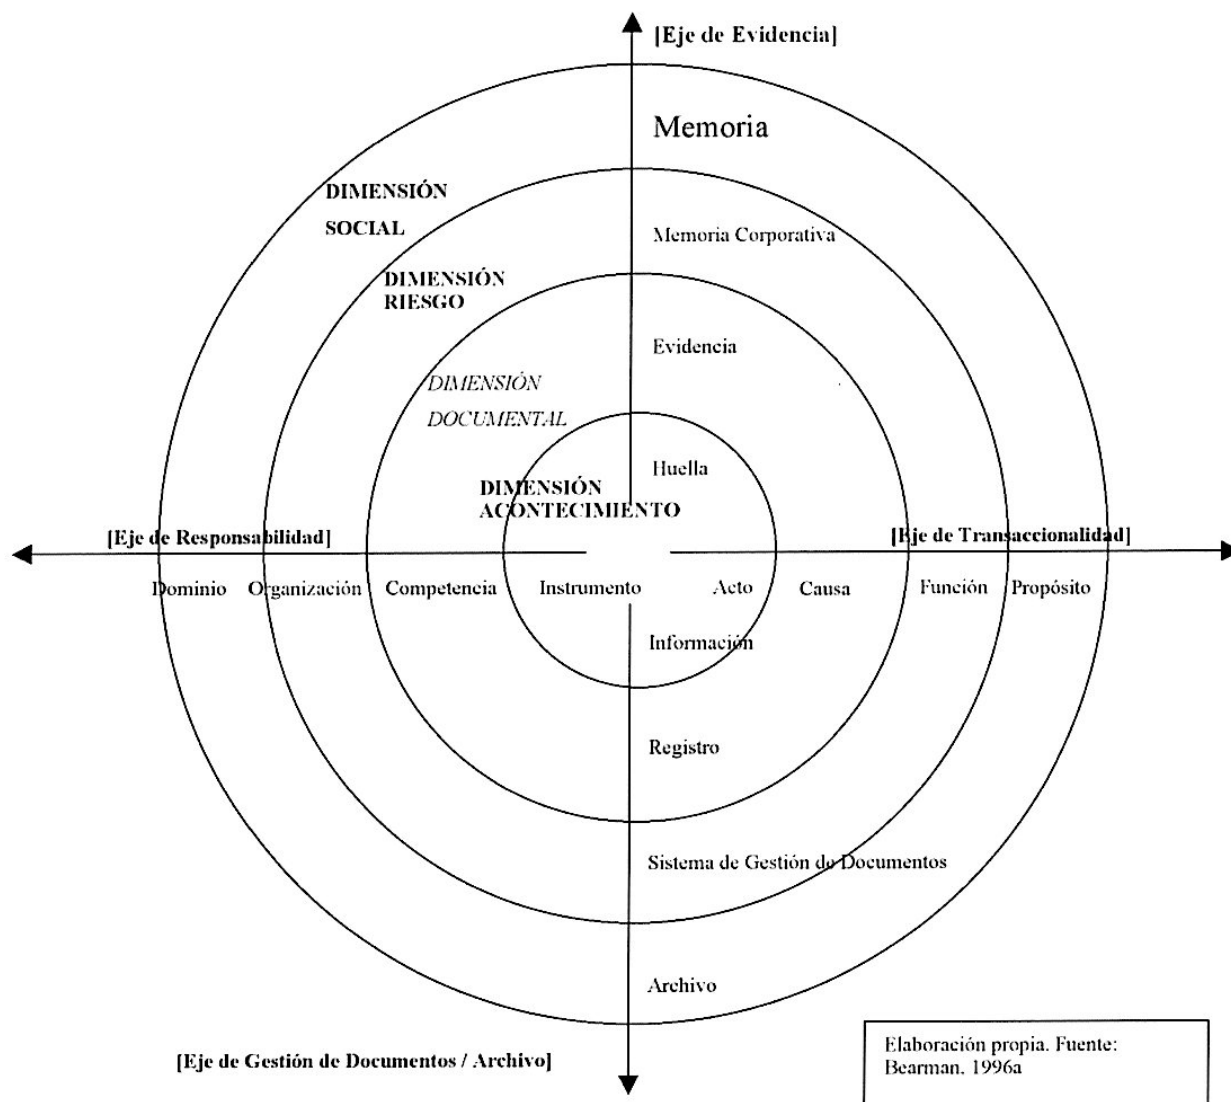 [Eje de Evidencia]
Memoria
DIMENSIÓN
SOCIAL
Memoria Corporativa
DIMENSIÓN
RIESGO
Evidencia
DIMENSIÓN
DOCUMENTAL
Huella
DIMENSIÓN
ACONTECIMIENTO
[Eje de Responsabilidad]
[Eje de Transaccionalidad]
Dominio Organización Competencia Instrumento Acto Causa Función Propósito
Información
Registro
Sistema de Gestión de Documentos
Archivo
[Eje de Gestión de Documentos / Archivo]
Elaboración propia. Fuente:
Bearman. 1996a